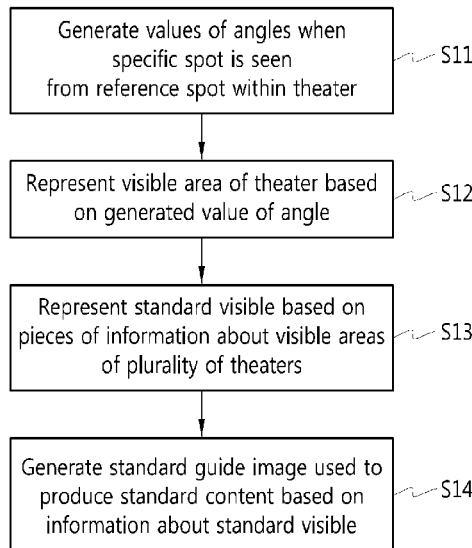 Generate values of angles when
specific spot is seen
from reference spot within theater
S11
Represent visible area of theater based
on generated value of angle
S12
Represent standard visible based on
pieces of information about visible areas
of plurality of theaters
S13
Generate standard guide image used to
produce standard content based on
information about standard visible
S14